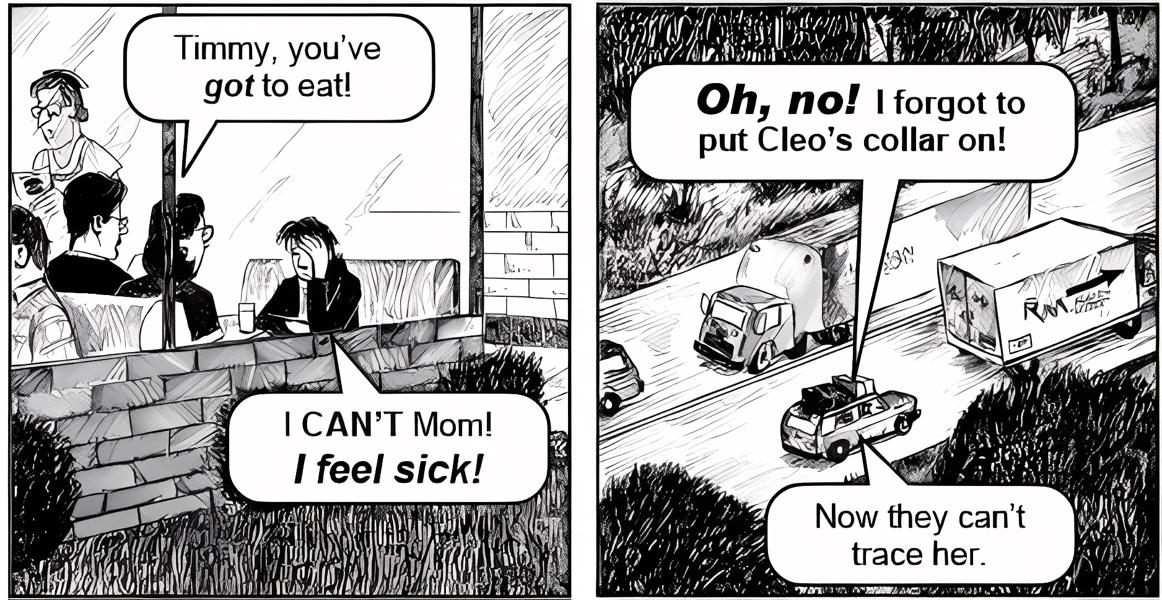 Timmy, you've
got to eat!
I CAN'T Mom!
I feel sick!
Oh, no! I forgot to
put Cleo's collar on!
Now they can't
trace her.